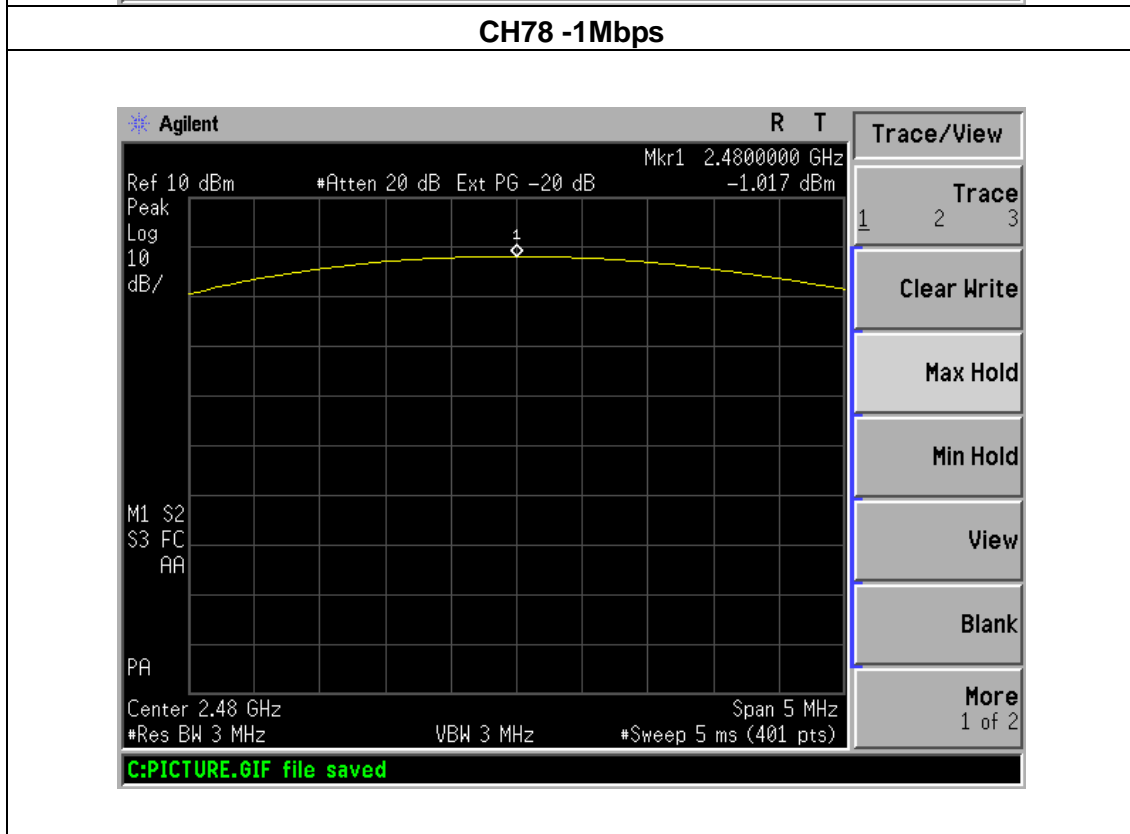 CH78 -1Mbps
Agilent R T
Trace/View
Mkr1 2.4800000 GHz
Ref 10 dBm #Atten 20 dB Ext PG -20 dB -1.017 dBm
Peak
Log
10
dB/
1
M1 S2
S3 FC
AA
PA
Center 2.48 GHz Span 5 MHz
#Res BW 3 MHz VBW 3 MHz #Sweep 5 ms (401 pts)
C:PICTURE.GIF file saved
Trace
1 2 3
Clear Write
Max Hold
Min Hold
View
Blank
More
1 of 2